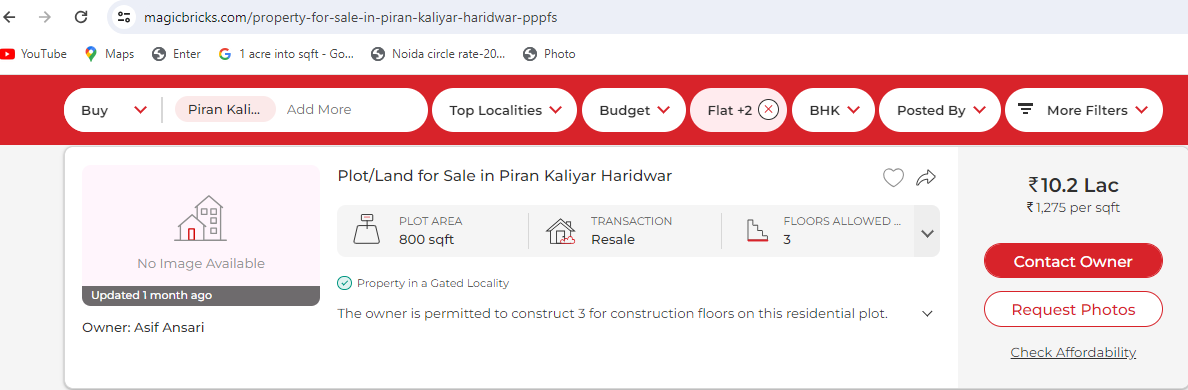 magicbricks.com/property-for-sale-in-piran-kaliyar-haridwar-pppfs
YouTube Maps Enter 1 acre into sqft - Go... Noida circle rate-20... Photo
Buy Piran Kali... Add More Top Localities Budget Flat +2 BHK Posted By More Filters
Plot/Land for Sale in Piran Kaliyar Haridwar
PLOT AREA
800 sqft
TRANSACTION
Resale
FLOORS ALLOWED ...
3
No Image Available
Updated 1 month ago
Owner: Asif Ansari
Property in a Gated Locality
The owner is permitted to construct 3 for construction floors on this residential plot.
₹10.2 Lac
₹1,275 per sqft
Contact Owner
Request Photos
Check Affordability